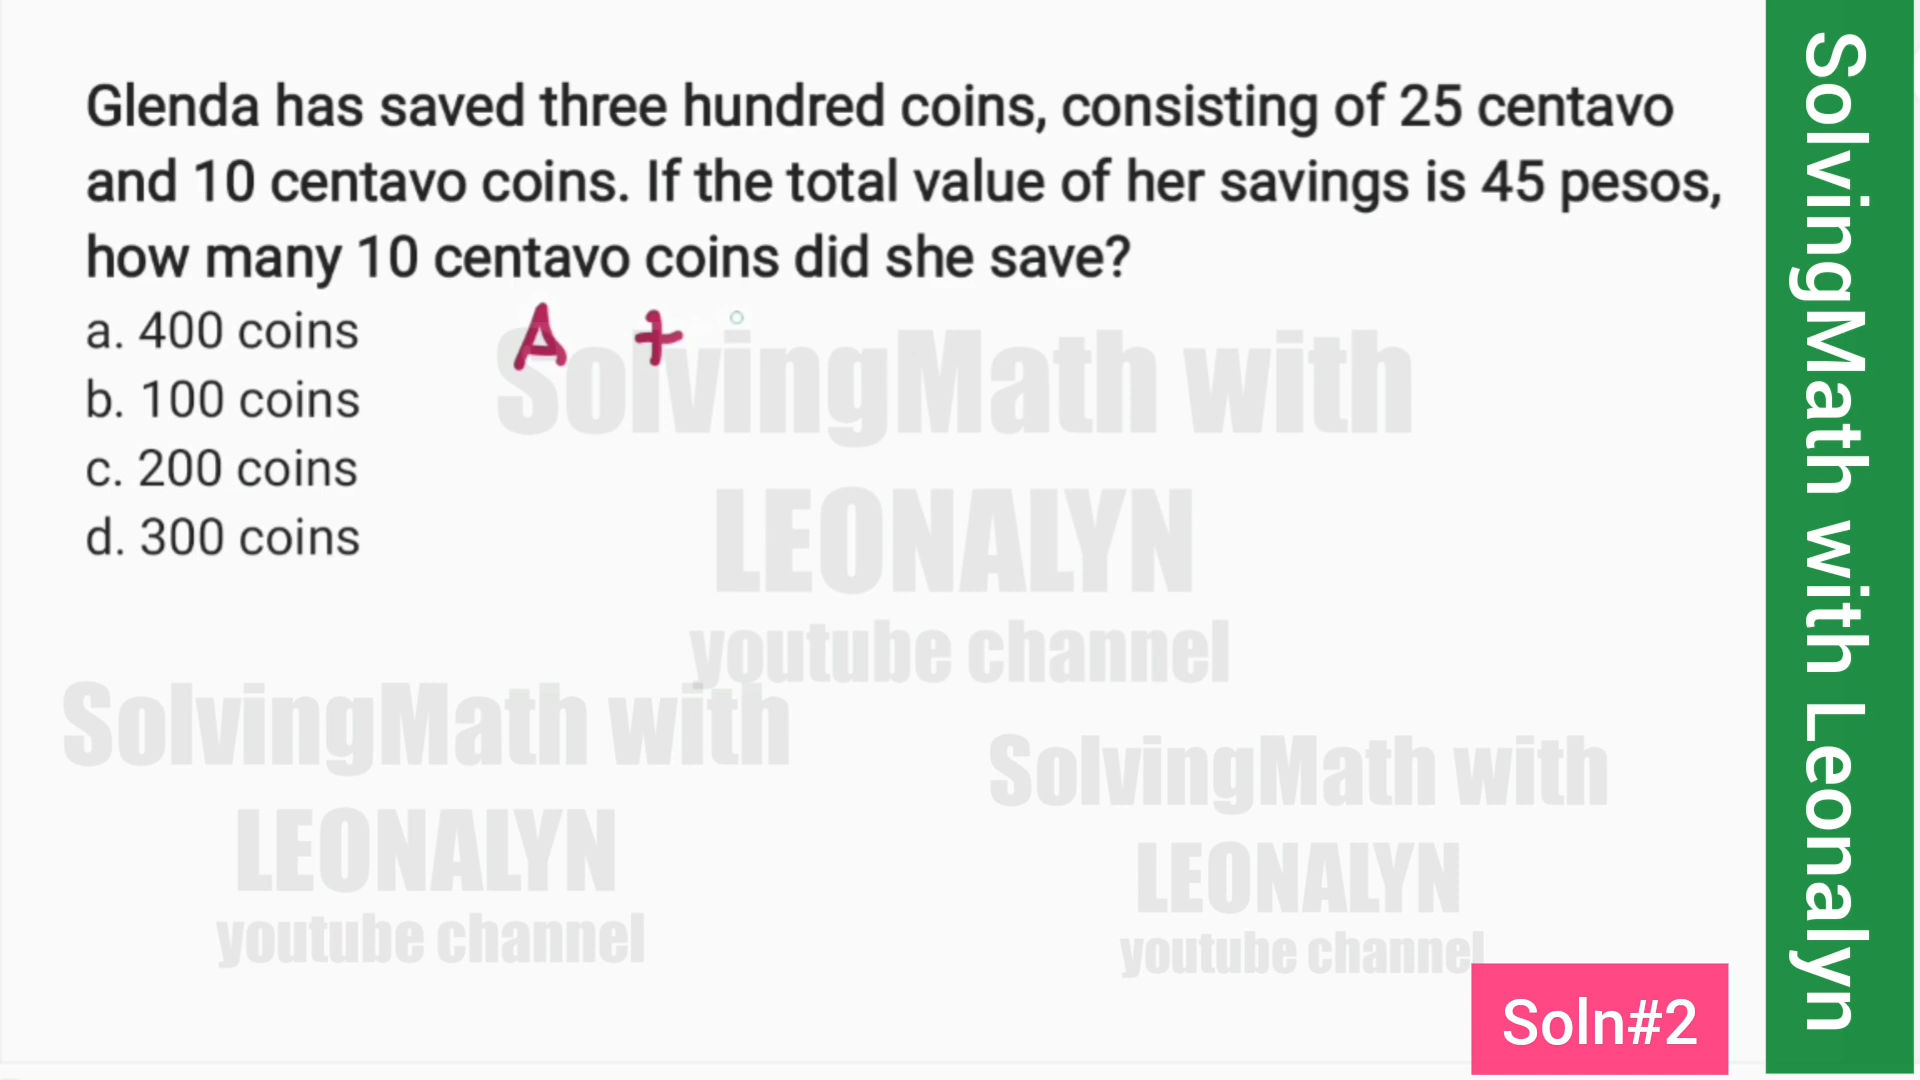 Glenda has saved three hundred coins, consisting of 25 centavo
and 10 centavo coins. If the total value of her savings is 45 pesos,
how many 10 centavo coins did she save?
a. 400 coins
A +
b. 100 coins
c. 200 coins
d. 300 coins
SolvingMath with
LEONALYN
youtube channel
SolvingMath with
LEONALYN
youtube channel
SolvingMath with
LEONALYN
youtube channel
Soln#2
SolvingMath with Leonalyn